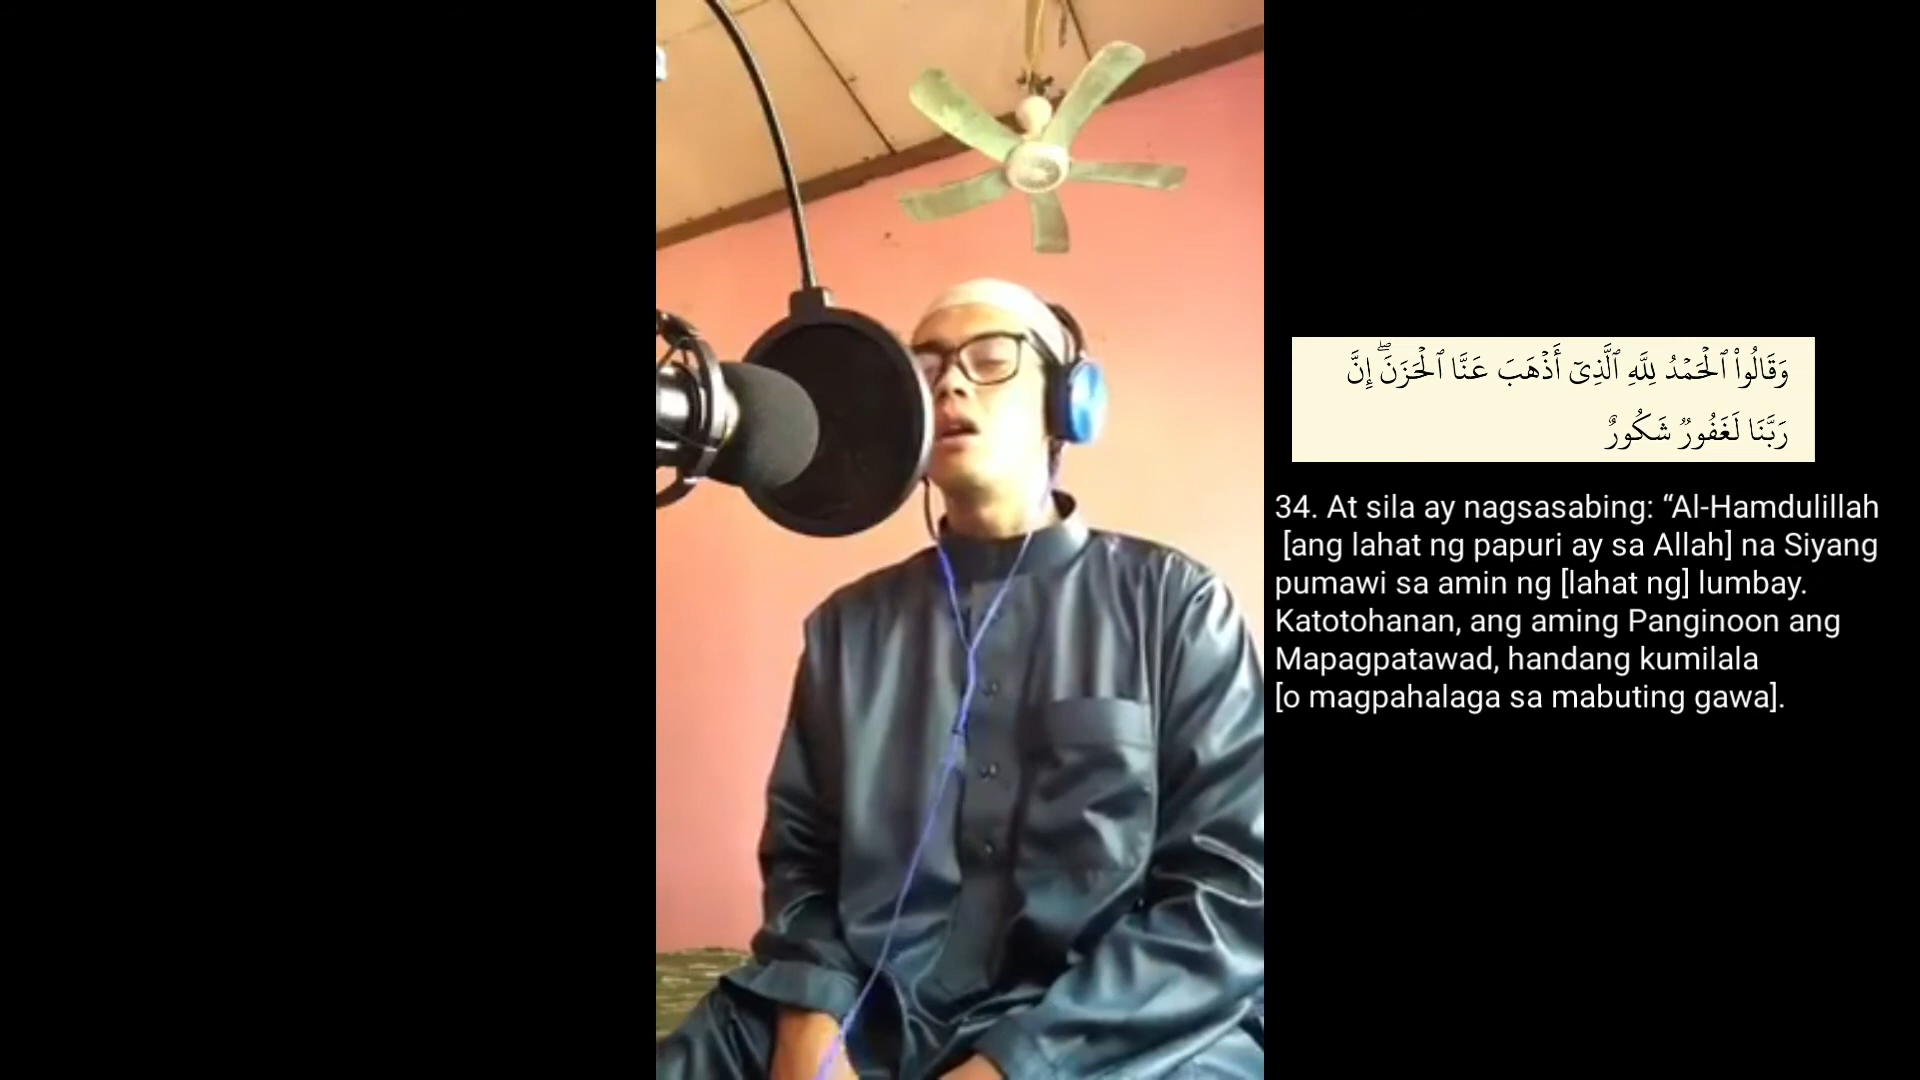 وَقَالُوا۟ ٱلْحَمْدُ لِلَّهِ ٱلَّذِىٓ أَذْهَبَ عَنَّا ٱلْحَزَنَ ۖ إِنَّ
رَبَّنَا لَغَفُورٌ شَكُورٌ
34. At sila ay nagsasabing: “Al-Hamdulillah
[ang lahat ng papuri ay sa Allah] na Siyang
pumawi sa amin ng [lahat ng] lumbay.
Katotohanan, ang aming Panginoon ang
Mapagpatawad, handang kumilala
[o magpahalaga sa mabuting gawa].